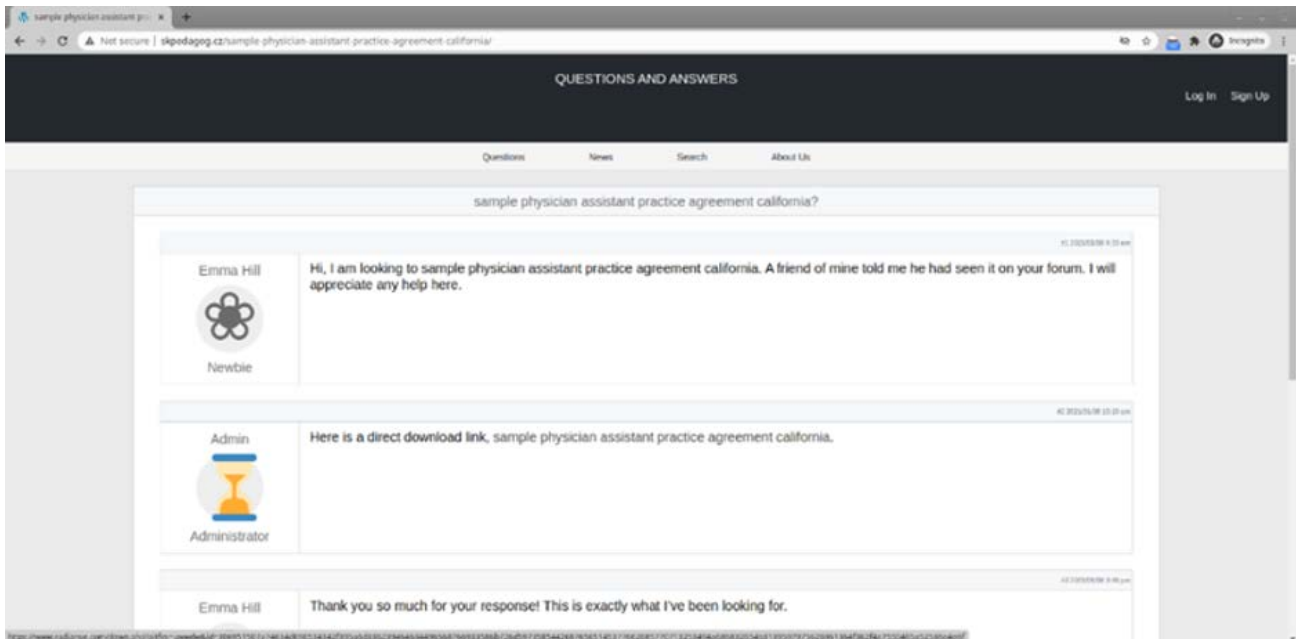 sample physician assistant
Not secure | skpedagog.cz/sample-physician-assistant-practice-agreement-california/
Incognito
QUESTIONS AND ANSWERS
Log In Sign Up
Questions News Search About Us
sample physician assistant practice agreement california?
Emma Hill
Newbie
Hi, I am looking to sample physician assistant practice agreement california. A friend of mine told me he had seen it on your forum. I will
appreciate any help here.
Admin
Administrator
Here is a direct download link, sample physician assistant practice agreement california.
Emma Hill
Thank you so much for your response! This is exactly what I've been looking for.